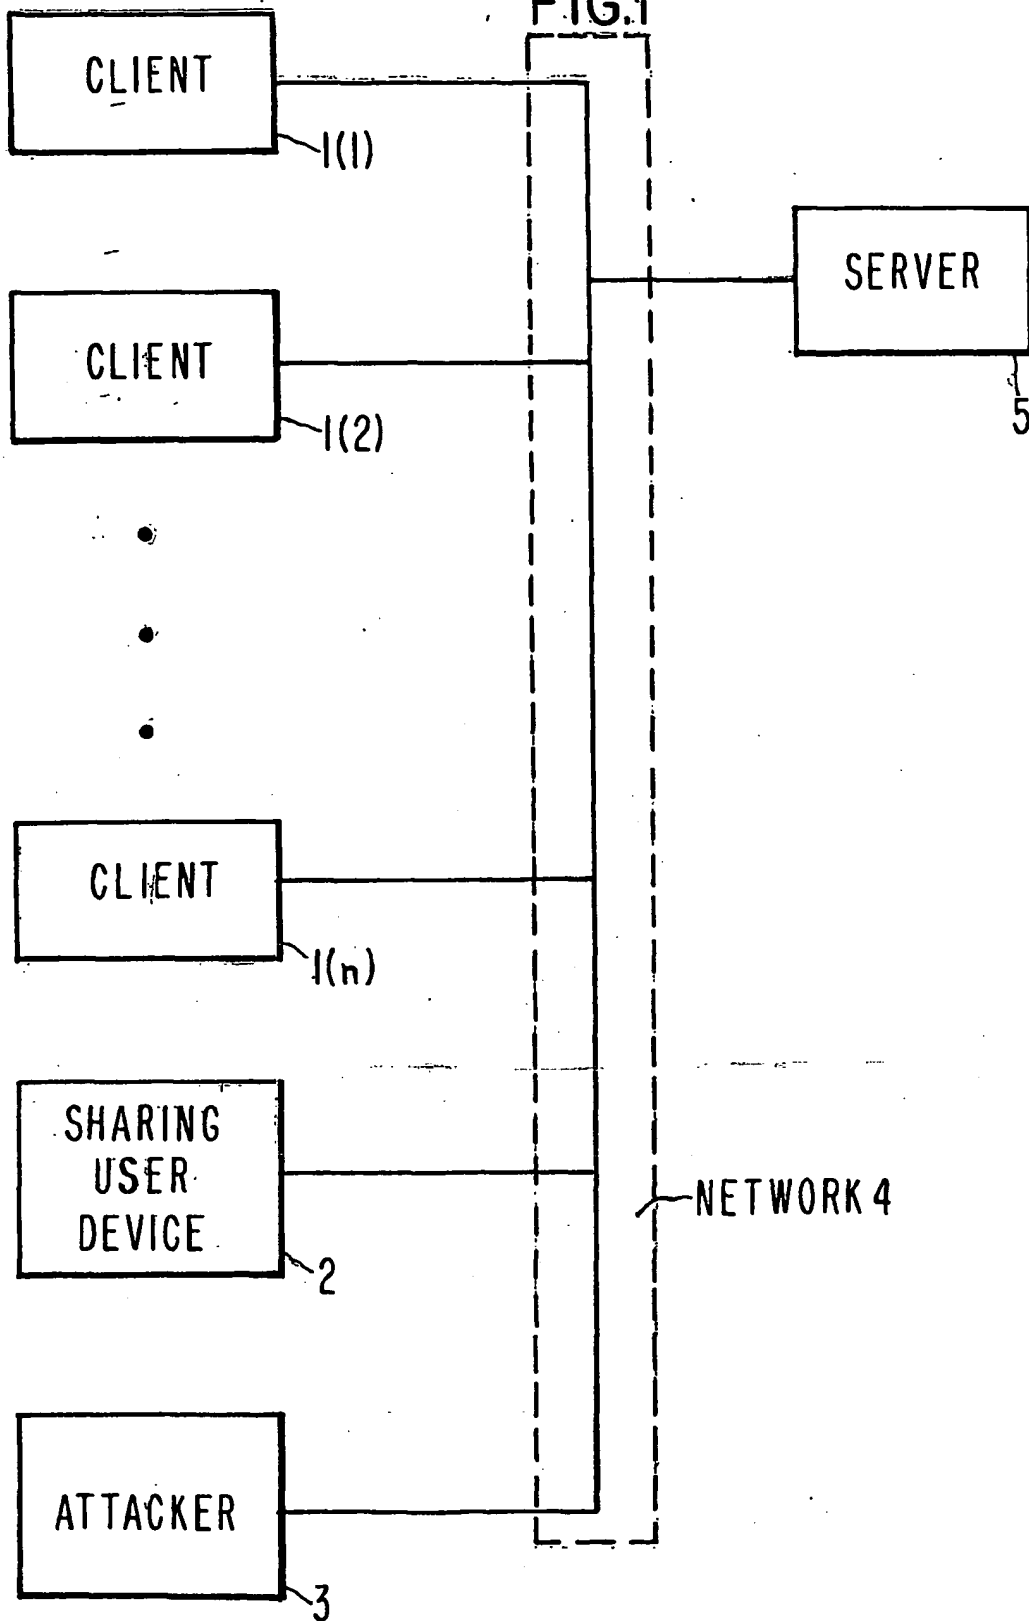 FIG.1
CLIENT
1(1)
SERVER
5
CLIENT
1(2)
CLIENT
1(n)
SHARING
USER
DEVICE
2
NETWORK 4
ATTACKER
3